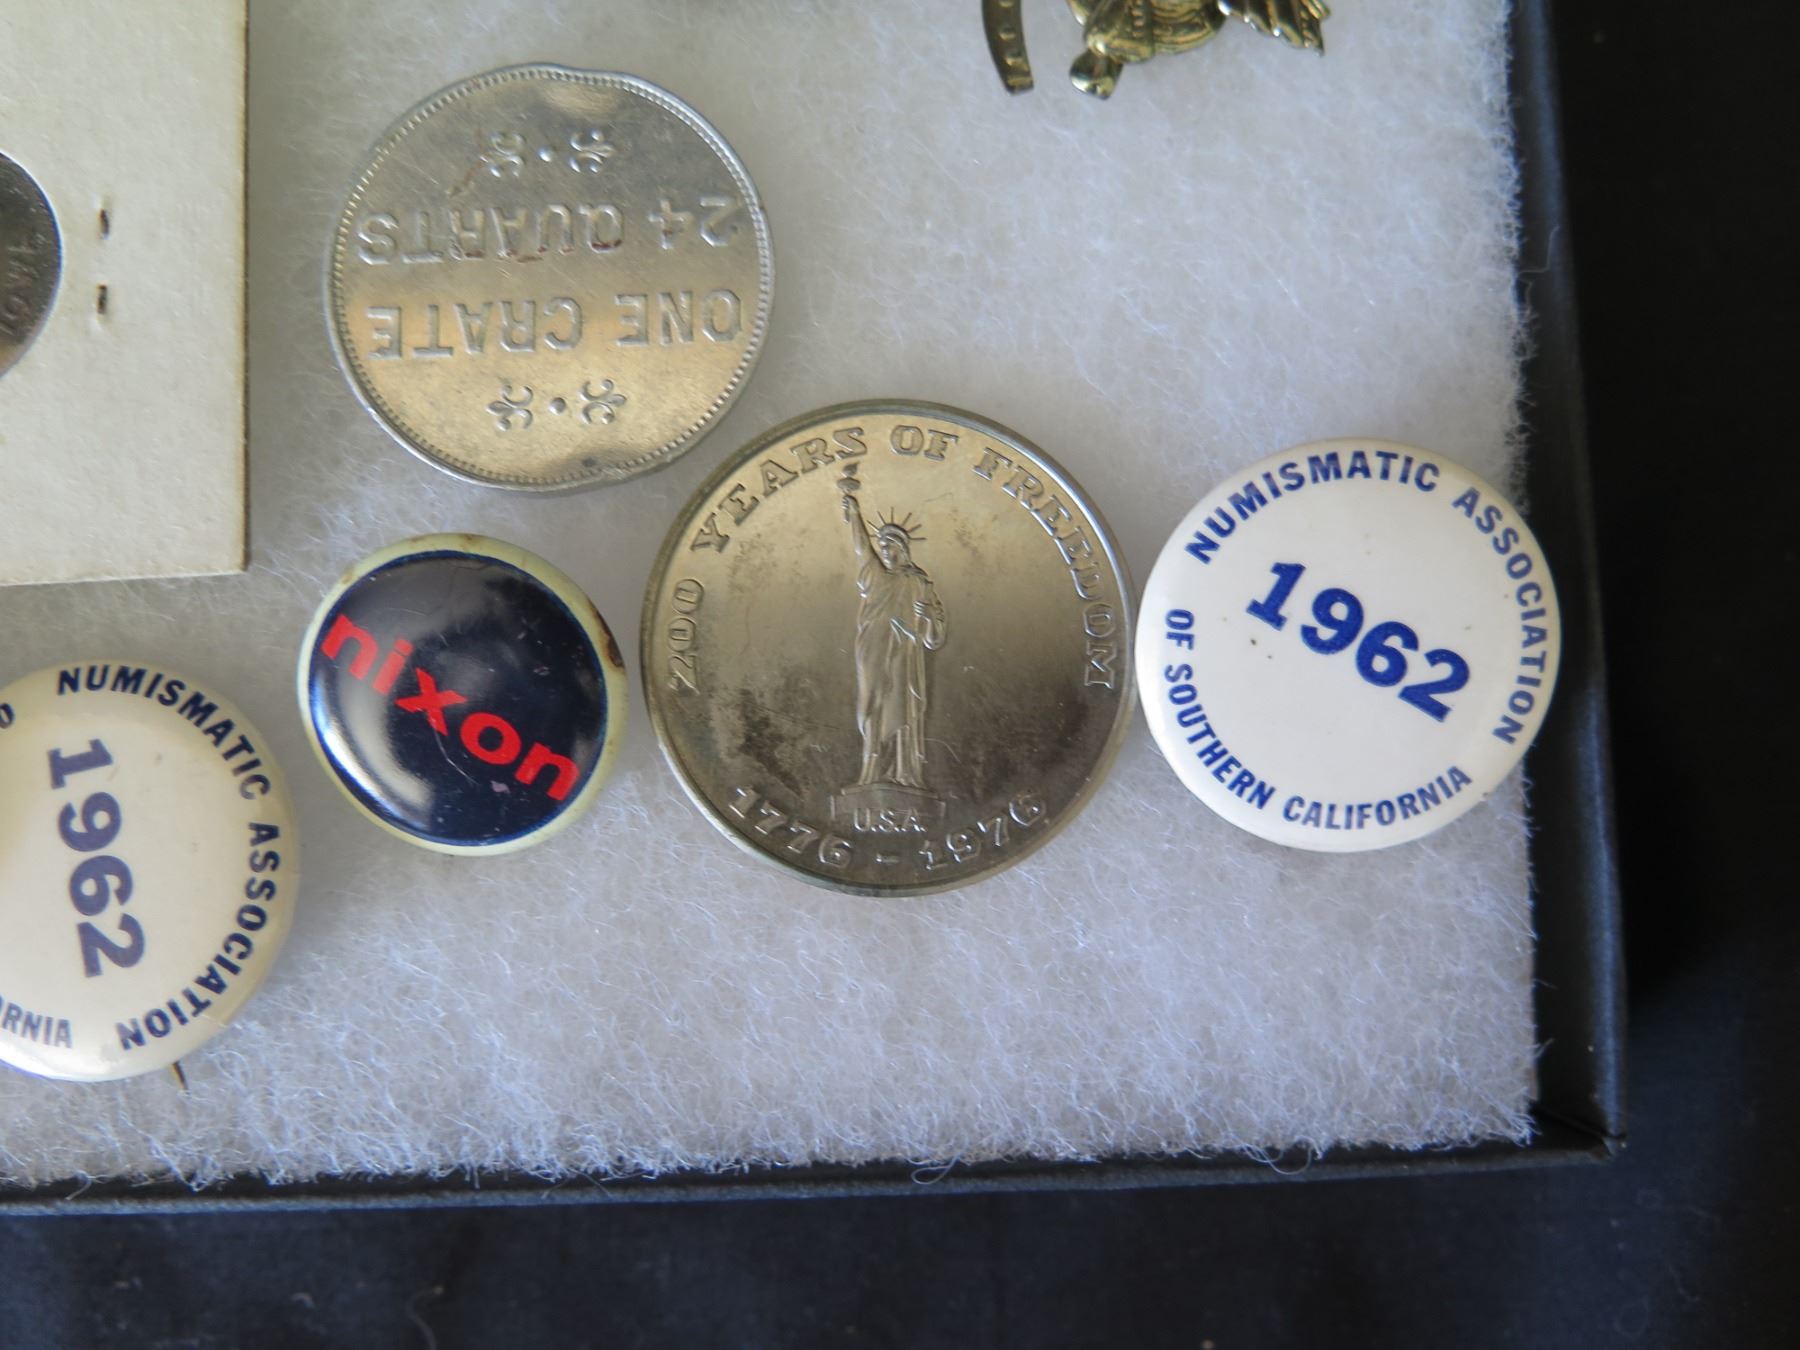 ONE CRATE
24 QUARTS
200 YEARS OF FREEDOM
U.S.A.
1776 - 1976
NUMISMATIC ASSOCIATION
1962
OF SOUTHERN CALIFORNIA
nixon
NUMISMATIC ASSOCIATION
1962